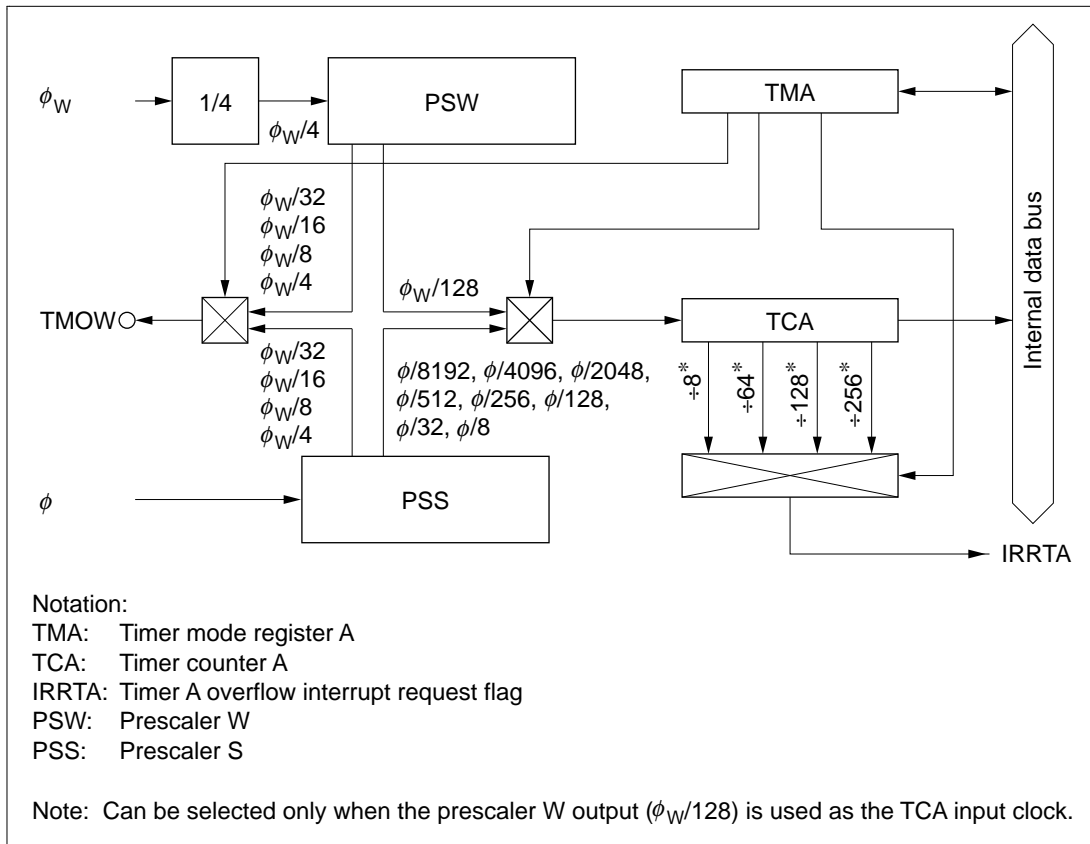 ϕW
1/4
PSW
TMA
ϕW/4
ϕW/32
ϕW/16
ϕW/8
ϕW/4
ϕW/128
TMOW
TCA
Internal data bus
ϕW/32
ϕW/16
ϕW/8
ϕW/4
ϕ/8192, ϕ/4096, ϕ/2048,
ϕ/512, ϕ/256, ϕ/128,
ϕ/32, ϕ/8
÷8*
÷64*
÷128*
÷256*
ϕ
PSS
IRRTA
Notation:
TMA: Timer mode register A
TCA: Timer counter A
IRRTA: Timer A overflow interrupt request flag
PSW: Prescaler W
PSS: Prescaler S
Note: Can be selected only when the prescaler W output (ϕW/128) is used as the TCA input clock.